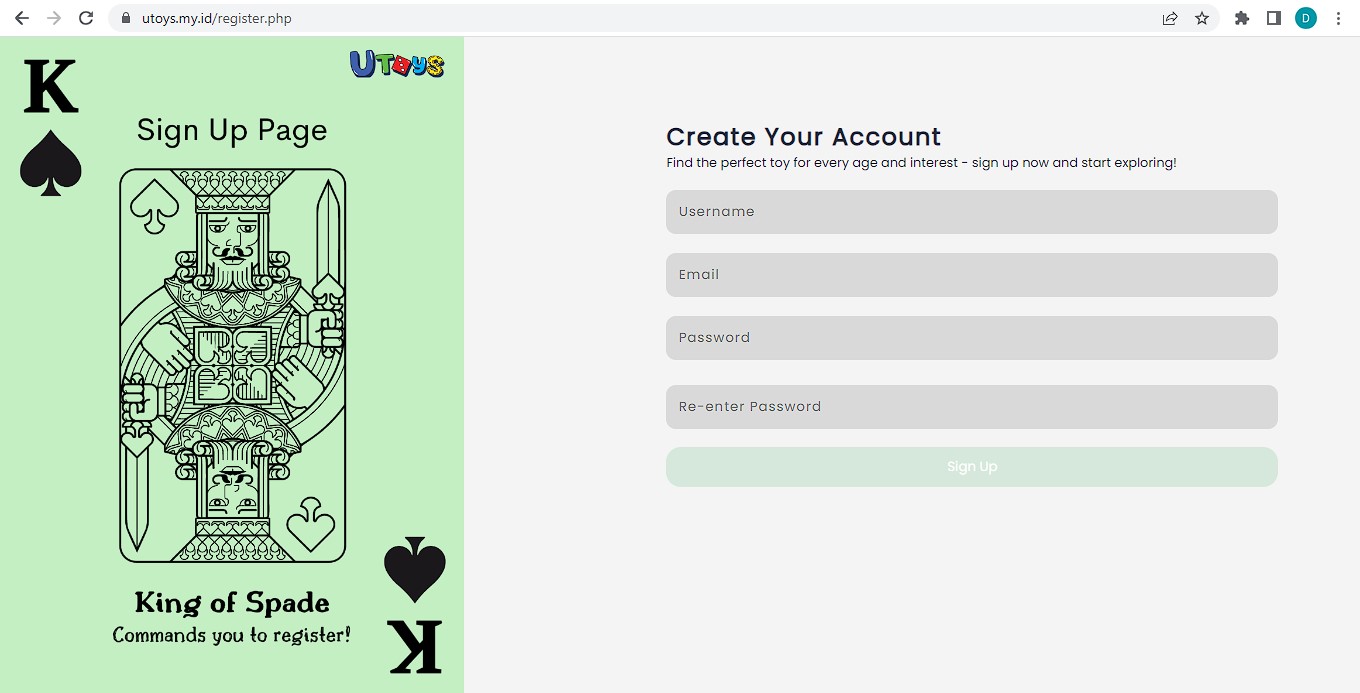 utoys.my.id/register.php
D
K
UTOYS
Sign Up Page
King of Spade
Commands you to register!
K
Create Your Account
Find the perfect toy for every age and interest - sign up now and start exploring!
Username
Email
Password
Re-enter Password
Sign Up